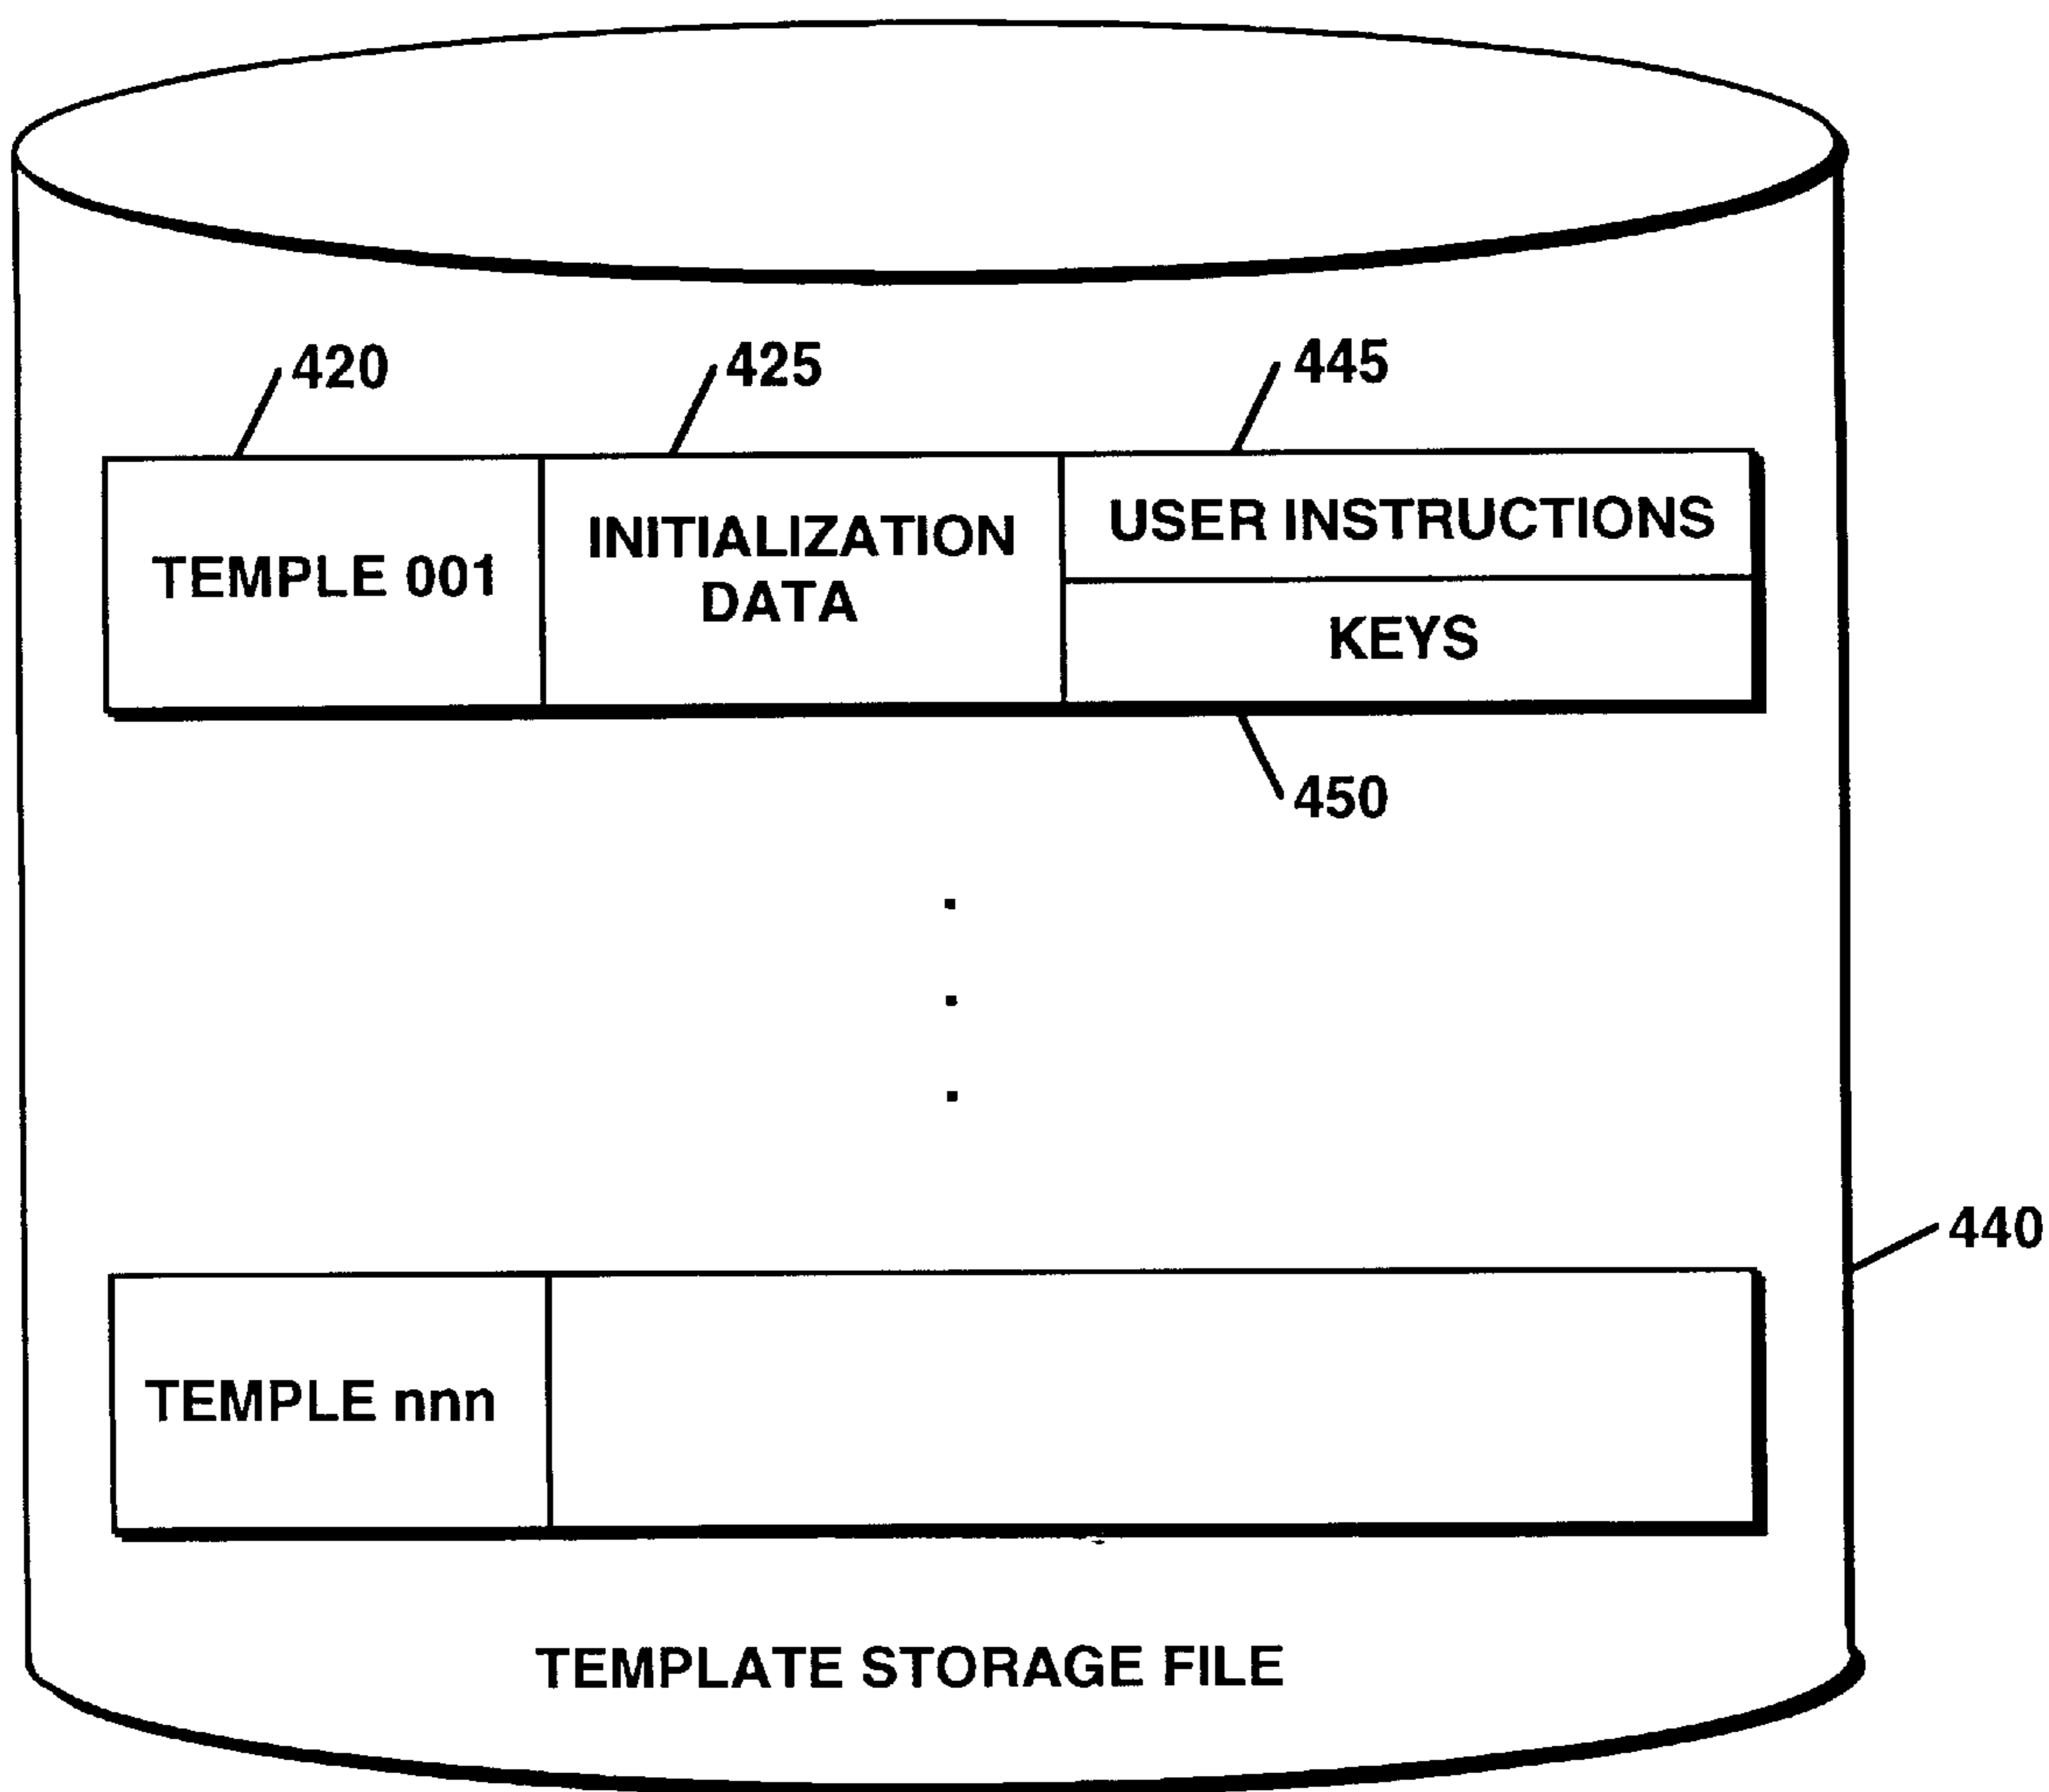 420
425
445
TEMPLE 001
INITIALIZATION
DATA
USER INSTRUCTIONS
KEYS
450
440
TEMPLE nnn
TEMPLATE STORAGE FILE